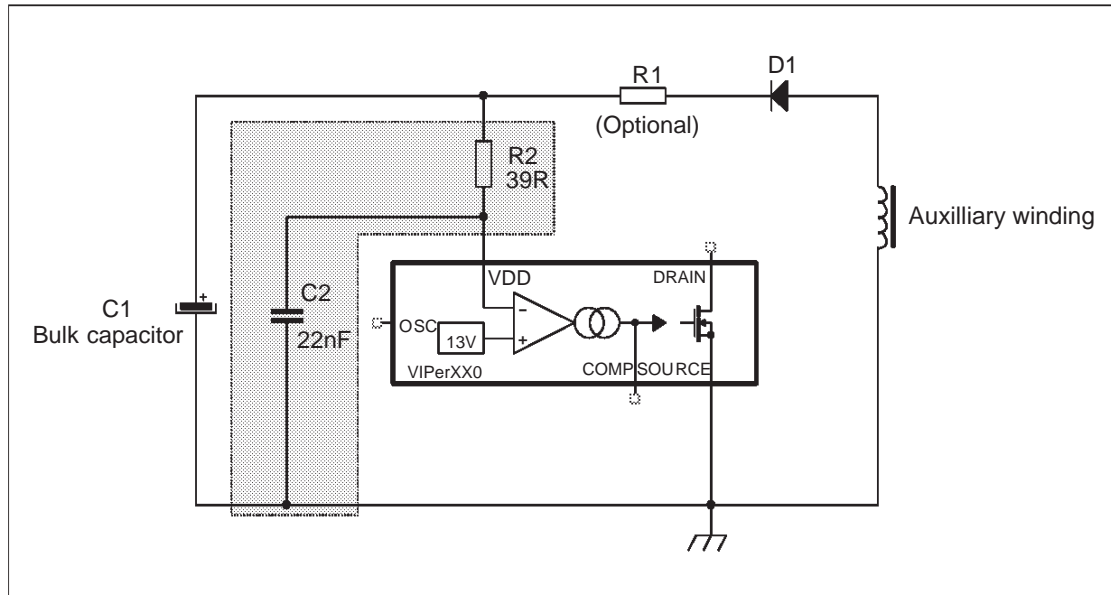 D1
R1
(Optional)
R2
39R
Auxilliary winding
VDD
DRAIN
C1
Bulk capacitor
C2
22nF
OSC
-
13V
+
VIPerXX0
COMP
SOURCE
+